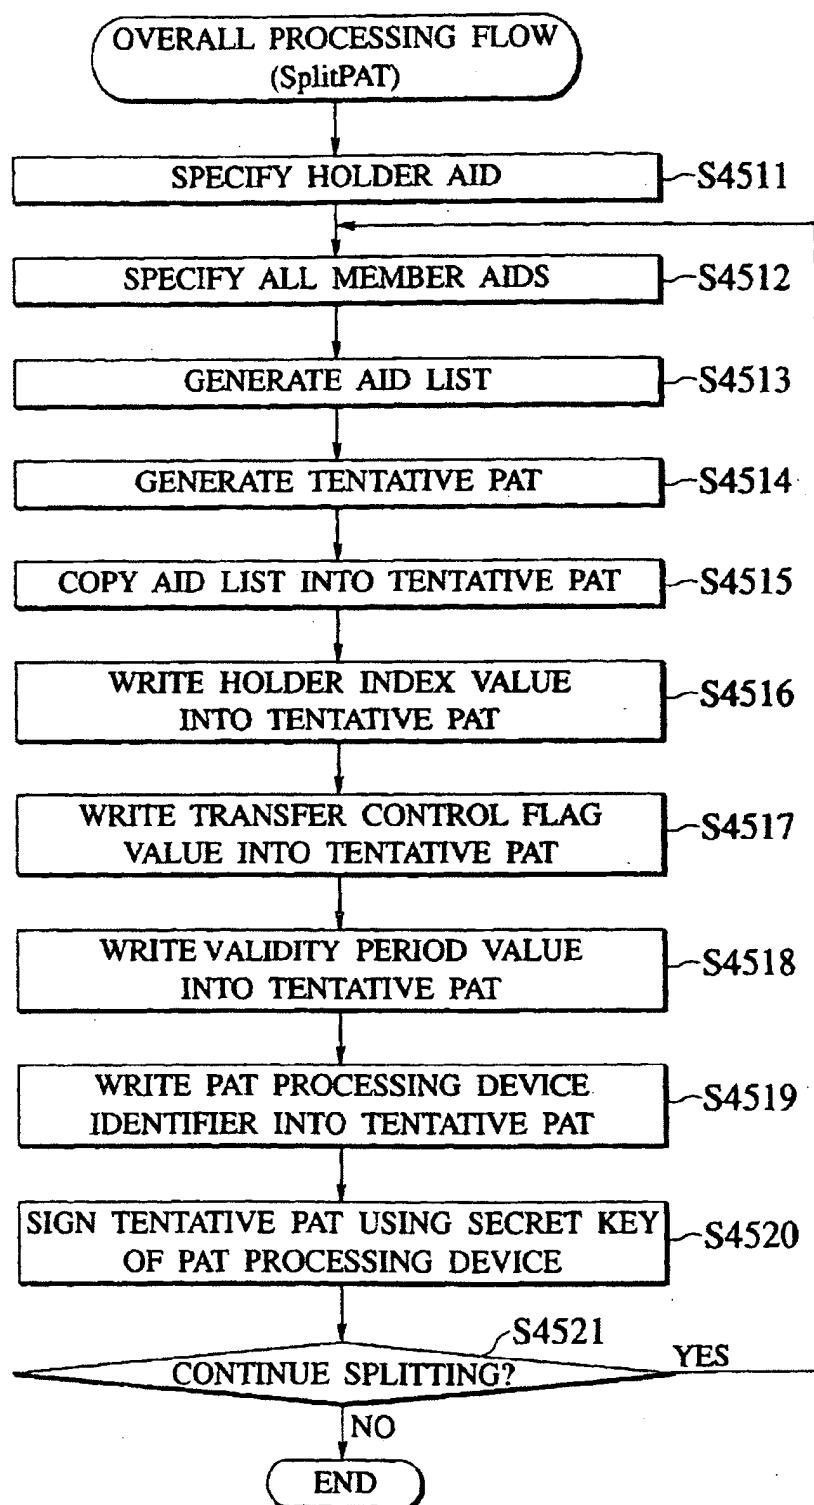 OVERALL PROCESSING FLOW
(SplitPAT)
SPECIFY HOLDER AID
S4511
SPECIFY ALL MEMBER AIDS
S4512
GENERATE AID LIST
S4513
GENERATE TENTATIVE PAT
S4514
COPY AID LIST INTO TENTATIVE PAT
S4515
WRITE HOLDER INDEX VALUE
INTO TENTATIVE PAT
S4516
WRITE TRANSFER CONTROL FLAG
VALUE INTO TENTATIVE PAT
S4517
WRITE VALIDITY PERIOD VALUE
INTO TENTATIVE PAT
S4518
WRITE PAT PROCESSING DEVICE
IDENTIFIER INTO TENTATIVE PAT
S4519
SIGN TENTATIVE PAT USING SECRET KEY
OF PAT PROCESSING DEVICE
S4520
S4521
CONTINUE SPLITTING?
YES
NO
END